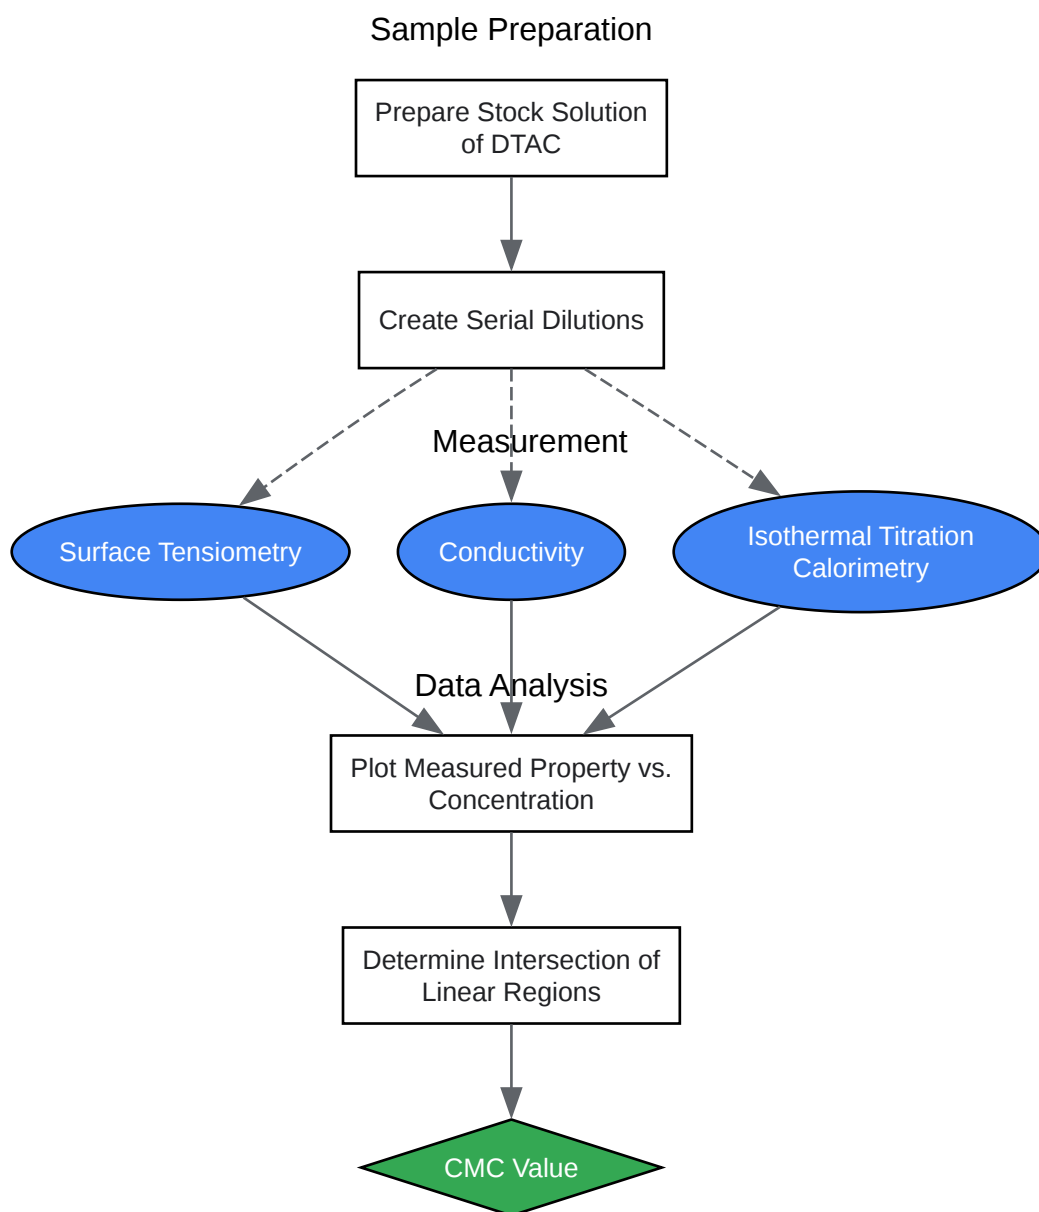 Sample Preparation
Prepare Stock Solution
of DTAC
Create Serial Dilutions
Measurement
Surface Tensiometry
Conductivity
Isothermal Titration
Calorimetry
Data Analysis
Plot Measured Property vs.
Concentration
Determine Intersection of
Linear Regions
CMC Value